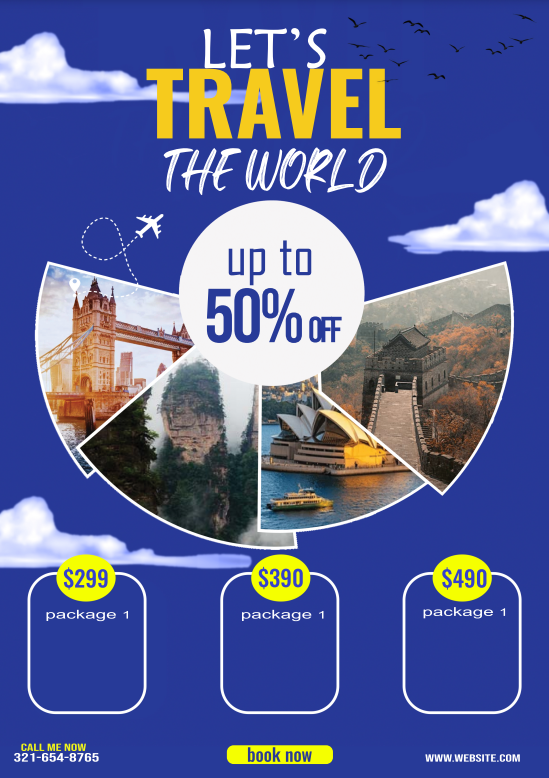 LET'S
TRAVEL
THE WORLD
up to
50% OFF
$299
package 1
$390
package 1
$490
package 1
CALL ME NOW
321-654-8765
book now
WWW.WEBSITE.COM